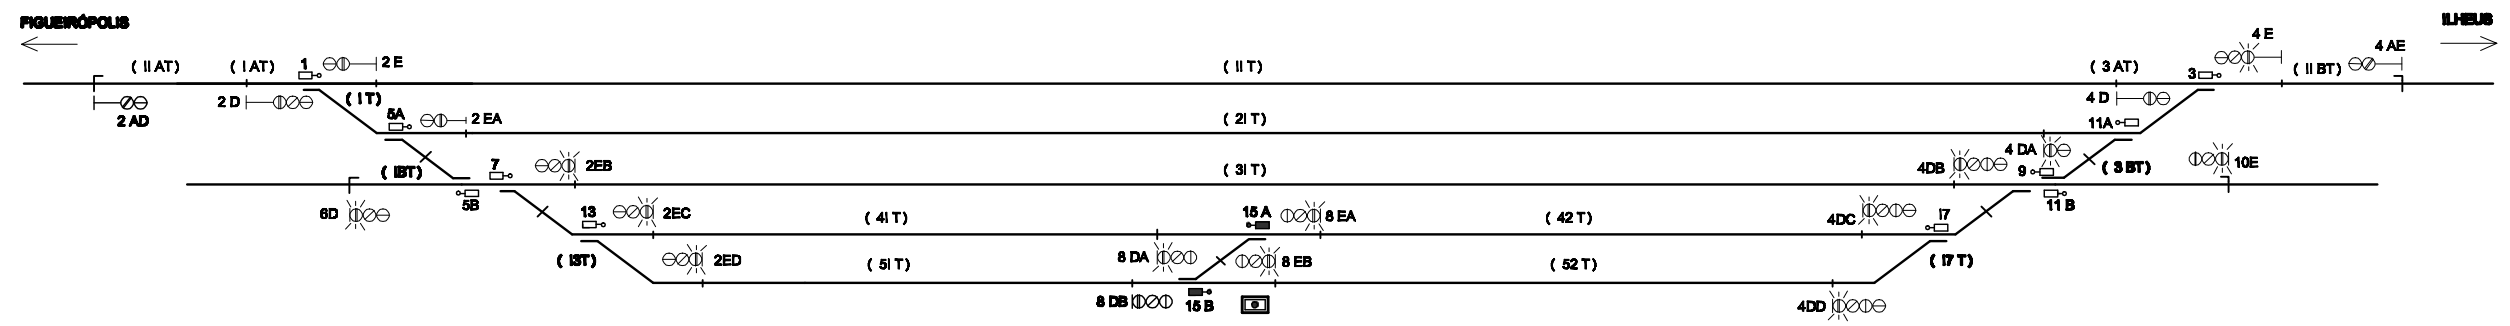 FIGUEIRÓPOLIS
ILHEUS
4 E
4 AE
1
2 E
( II AT)
( I AT)
( II T)
( 3 AT)
3
( II BT)
2 D
( I T)
4 D
2 AD
5A
2 EA
( 2I T)
11A
7
2EB
( IBT)
( 3I T)
4DB
4 DA
9
( 3 BT)
10E
6D
5B
13
2EC
( 4I T)
15 A
8 EA
( 42 T)
4DC
I7
11 B
( I3T)
2ED
( 5I T)
8 DA
8 EB
( 52 T)
( I7 T)
8 DB
15 B
4DD